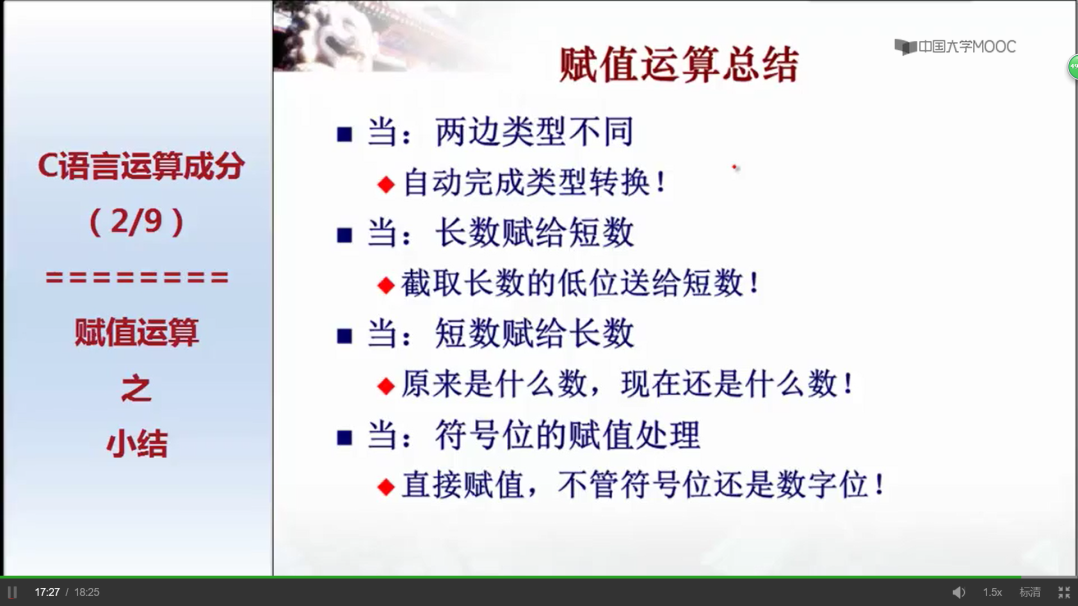 C语言运算成分
（2/9）
========
赋值运算
之
小结
中国大学MOOC
赋值运算总结
当：两边类型不同
自动完成类型转换！
当：长数赋给短数
截取长数的低位送给短数！
当：短数赋给长数
原来是什么数，现在还是什么数！
当：符号位的赋值处理
直接赋值，不管符号位还是数字位！
17:27 / 18:25
1.5x
标清